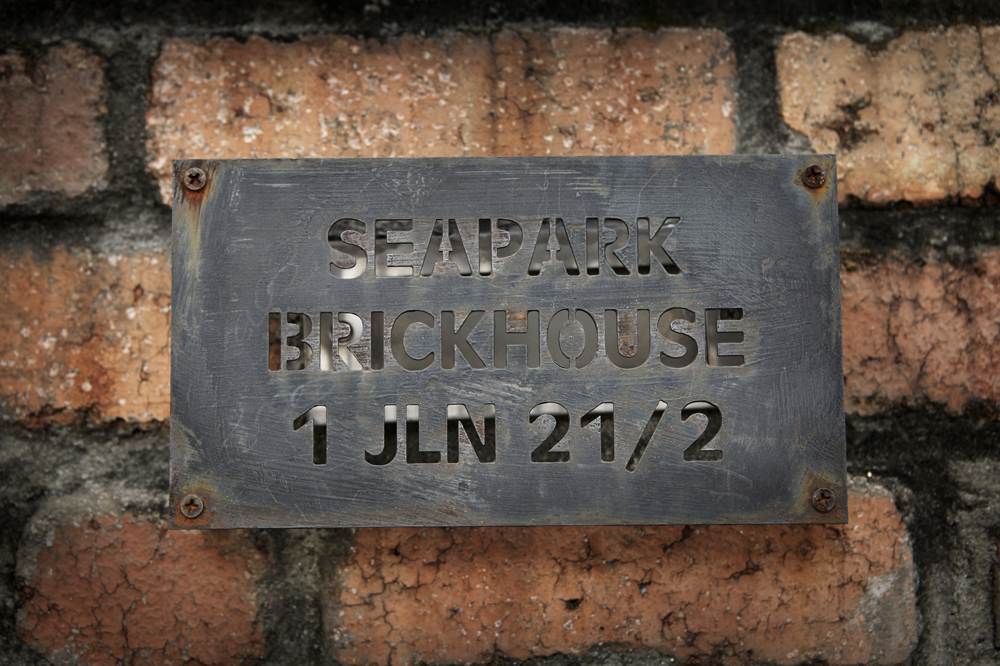 SEAPARK
BRICKHOUSE
1 JLN 21/2